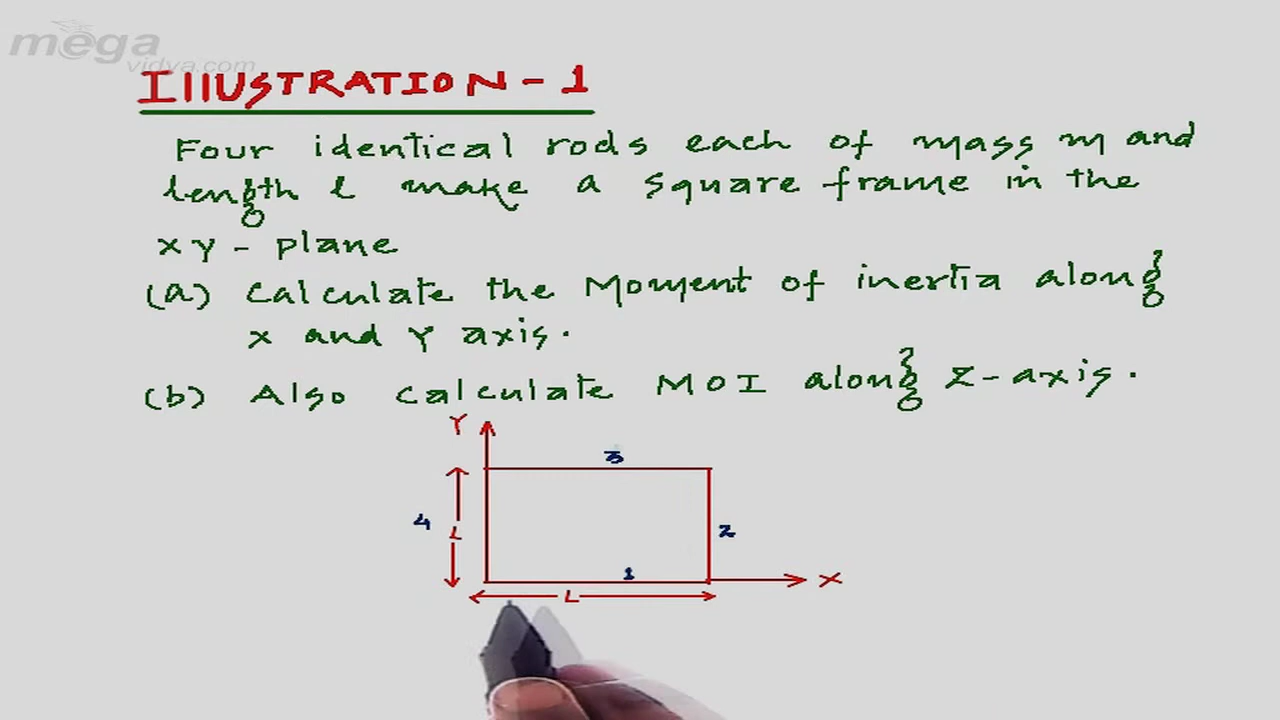 mega
vidya.com
ILLUSTRATION - 1
Four identical rods each of mass m and
length l make a square frame in the
xy - plane
(a) Calculate the Moment of inertia along
x and Y axis.
(b) Also calculate MOI along Z-axis.
Y
3
4
L
2
1
X
L